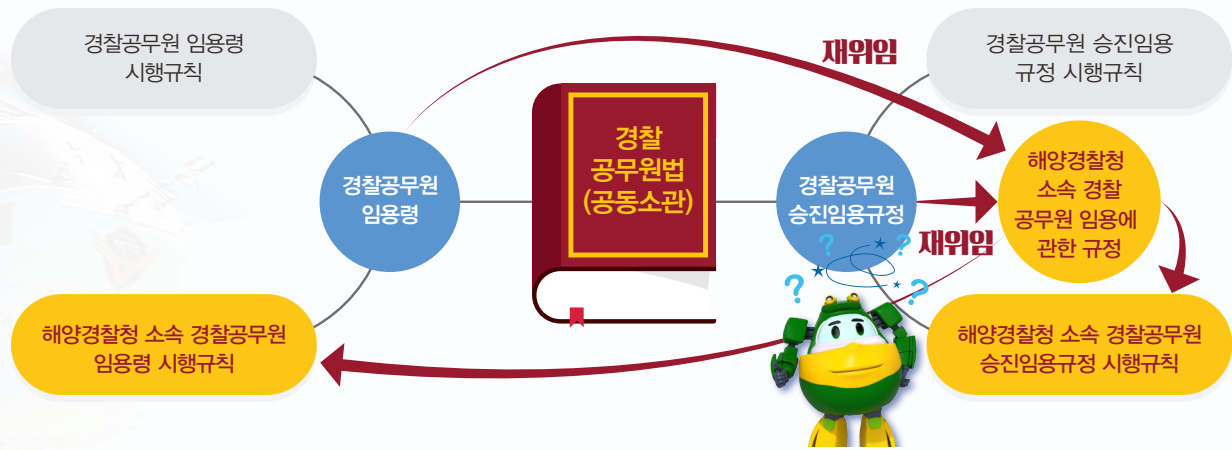 경찰공무원 임용령
시행규칙
재위임
경찰공무원 승진임용
규정 시행규칙
경찰
공무원법
(공동소관)
경찰공무원
임용령
경찰공무원
승진임용규정
해양경찰청
소속 경찰
공무원 임용에
관한 규정
재위임
? ? ? ?
해양경찰청 소속 경찰공무원
임용령 시행규칙
해양경찰청 소속 경찰공무원
승진임용규정 시행규칙